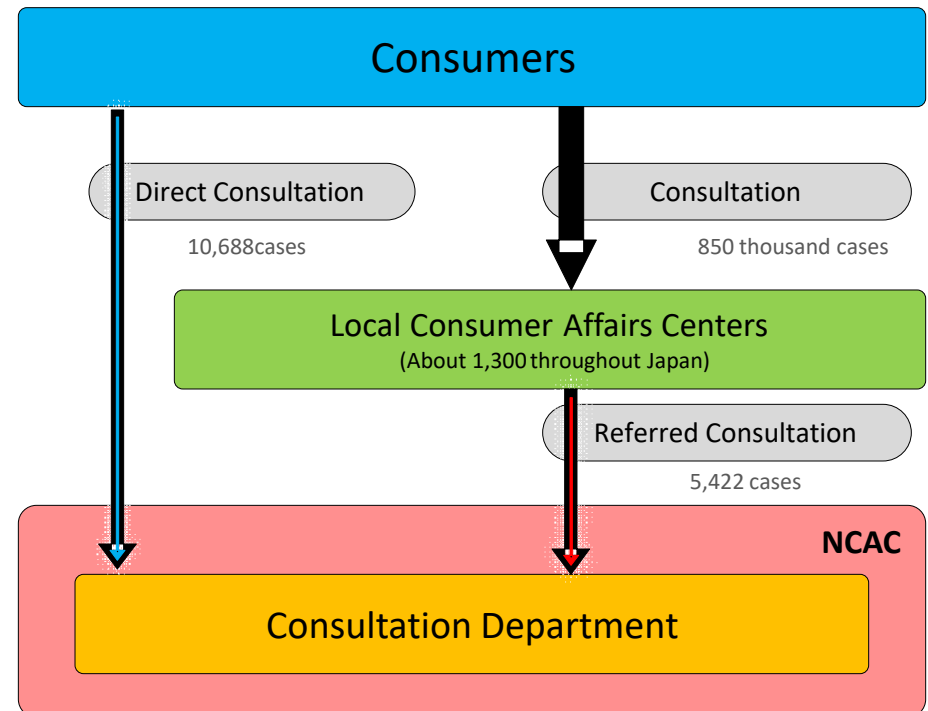 Consumers
Direct Consultation
10,688cases
Consultation
850 thousand cases
Local Consumer Affairs Centers
(About 1,300 throughout Japan)
Referred Consultation
5,422 cases
NCAC
Consultation Department